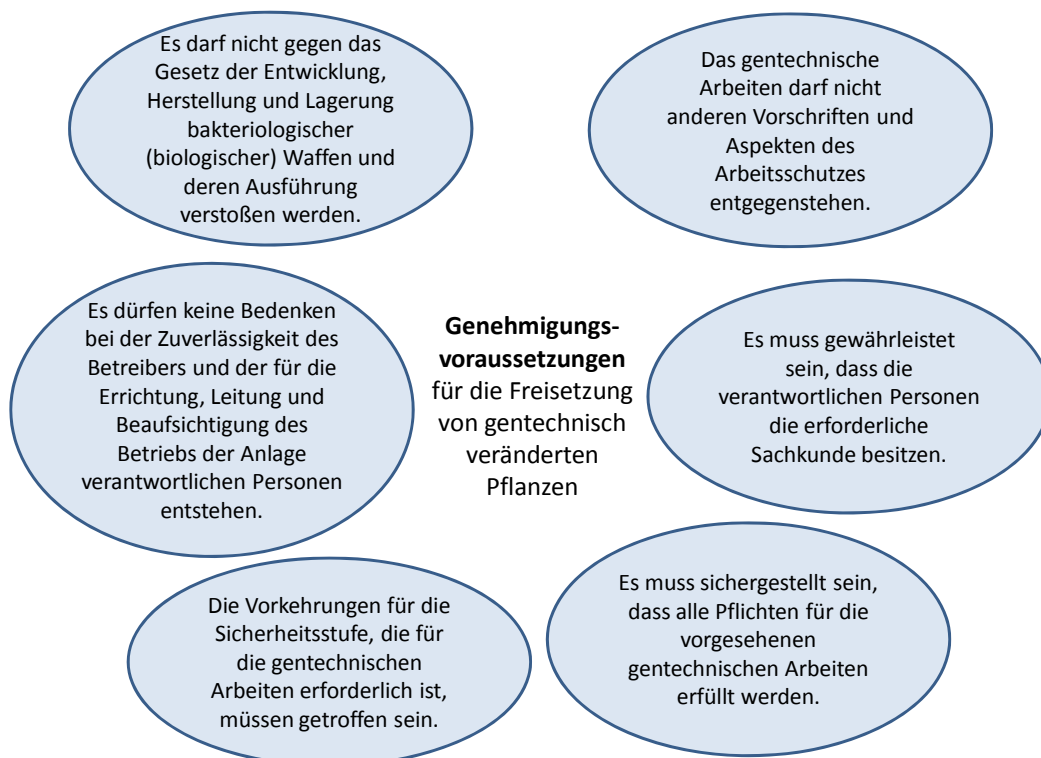 Es darf nicht gegen das
Gesetz der Entwicklung,
Herstellung und Lagerung
bakteriologischer
(biologischer) Waffen und
deren Ausführung
verstoßen werden.
Das gentechnische
Arbeiten darf nicht
anderen Vorschriften und
Aspekten des
Arbeitsschutzes
entgegenstehen.
Es dürfen keine Bedenken
bei der Zuverlässigkeit des
Betreibers und der für die
Errichtung, Leitung und
Beaufsichtigung des
Betriebs der Anlage
verantwortlichen Personen
entstehen.
Genehmigungs-
voraussetzungen
für die Freisetzung
von gentechnisch
veränderten
Pflanzen
Es muss gewährleistet
sein, dass die
verantwortlichen Personen
die erforderliche
Sachkunde besitzen.
Die Vorkehrungen für die
Sicherheitsstufe, die für
die gentechnischen
Arbeiten erforderlich ist,
müssen getroffen sein.
Es muss sichergestellt sein,
dass alle Pflichten für die
vorgesehenen
gentechnischen Arbeiten
erfüllt werden.